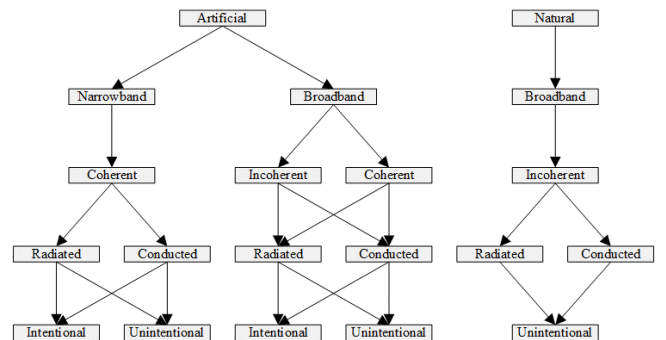 Artificial
Natural
Narrowband
Broadband
Broadband
Coherent
Incoherent
Coherent
Incoherent
Radiated
Conducted
Radiated
Conducted
Radiated
Conducted
Intentional
Unintentional
Intentional
Unintentional
Unintentional